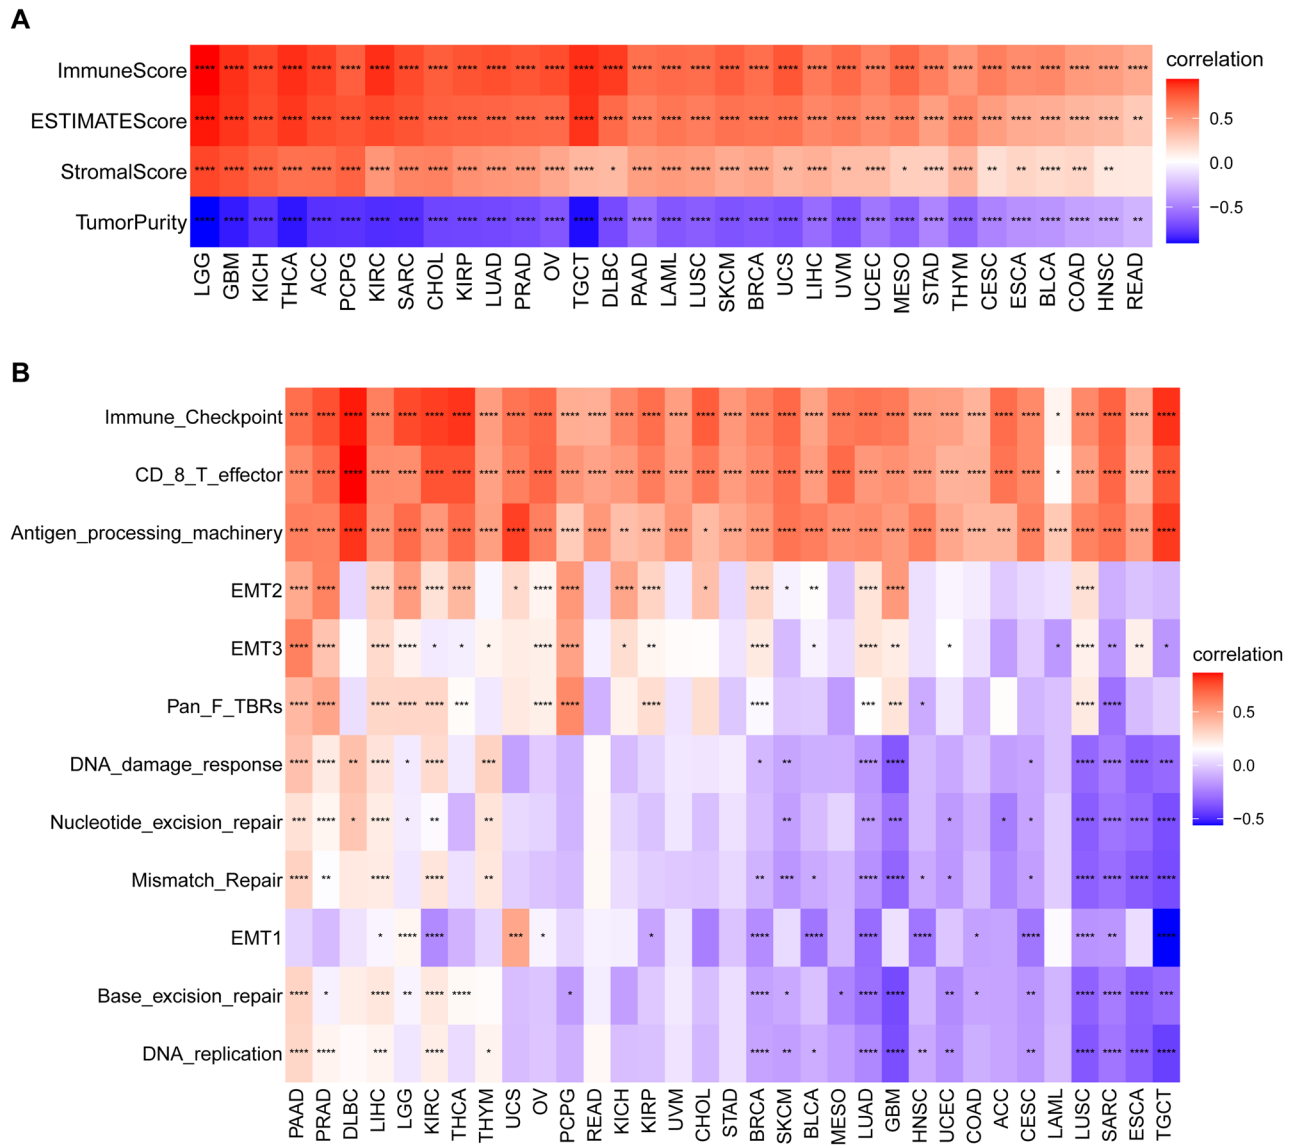 A
ImmuneScore
ESTIMATEScore
StromalScore
TumorPurity
LGG
GBM
KICH
THCA
ACC
PCPG
KIRC
SARC
CHOL
KIRP
LUAD
PRAD
OV
TGCT
DLBC
PAAD
LAML
LUSC
SKCM
BRCA
UCS
LIHC
UVM
UCEC
MESO
STAD
THYM
CESC
ESCA
BLCA
COAD
HNSC
READ
correlation
0.5
0.0
−0.5
B
Immune_Checkpoint
CD_8_T_effector
Antigen_processing_machinery
EMT2
EMT3
Pan_F_TBRs
DNA_damage_response
Nucleotide_excision_repair
Mismatch_Repair
EMT1
Base_excision_repair
DNA_replication
PAAD
PRAD
DLBC
LIHC
LGG
KIRC
THCA
THYM
UCS
OV
PCPG
READ
KICH
KIRP
UVM
CHOL
STAD
BRCA
SKCM
BLCA
MESO
LUAD
GBM
HNSC
UCEC
COAD
ACC
CESC
LAML
LUSC
SARC
ESCA
TGCT
correlation
0.5
0.0
−0.5